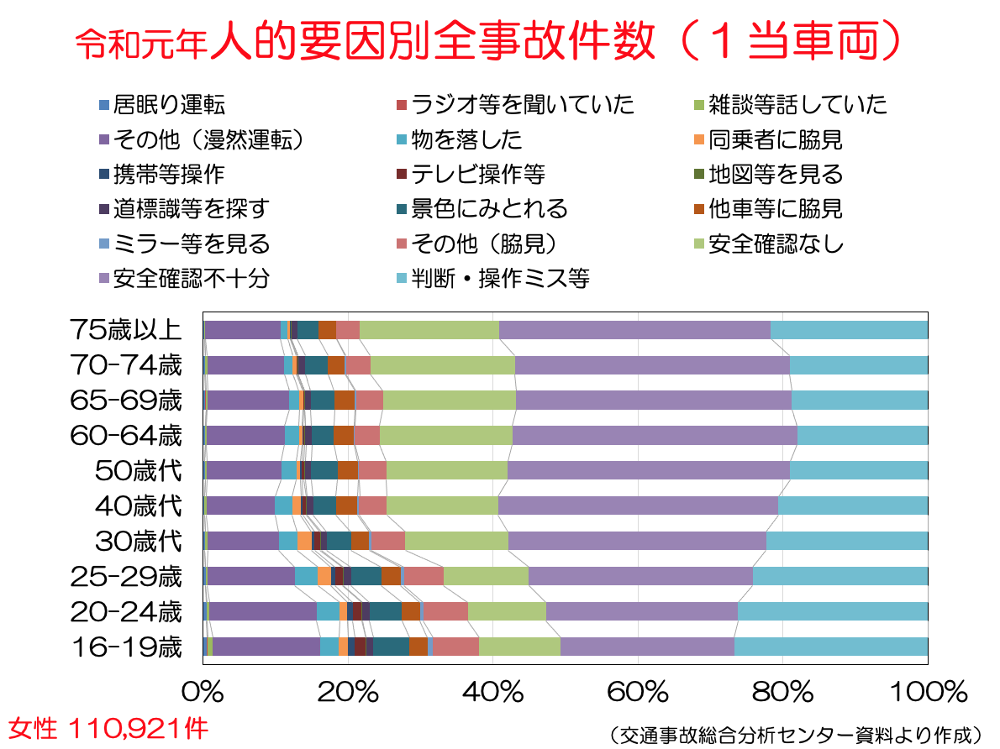 令和元年人的要因別全事故件数（１当車両）
居眠り運転 ラジオ等を聞いていた 雑談等話していた
その他（漫然運転） 物を落した 同乗者に脇見
携帯等操作 テレビ操作等 地図等を見る
道標識等を探す 景色にみとれる 他車等に脇見
ミラー等を見る その他（脇見） 安全確認なし
安全確認不十分 判断・操作ミス等
75歳以上
70-74歳
65-69歳
60-64歳
50歳代
40歳代
30歳代
25-29歳
20-24歳
16-19歳
0% 20% 40% 60% 80% 100%
女性 110,921件
（交通事故総合分析センター資料より作成）